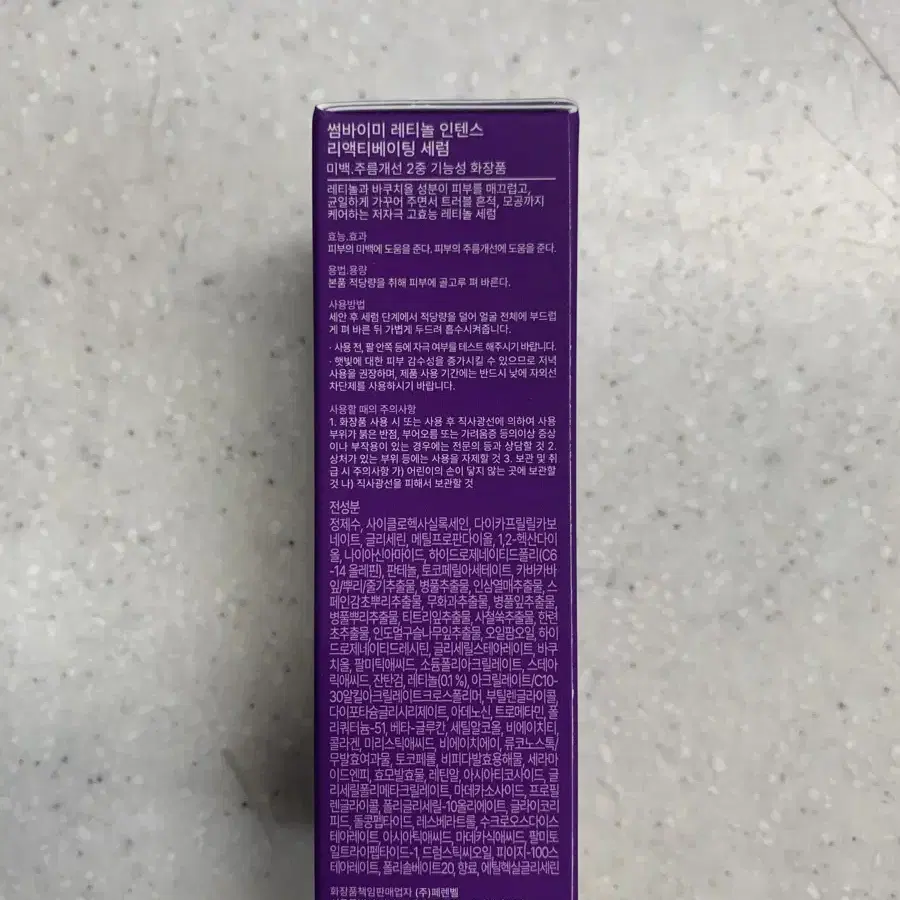 썸바이미 레티놀 인텐스
리액티베이팅 세럼
미백.주름개선 2중 기능성 화장품
레티놀과 바쿠치올 성분이 피부를 매끄럽고,
균일하게 가꾸어 주면서 트러블 흔적, 모공까지
케어하는 저자극 고효능 레티놀 세럼
효능.효과
피부의 미백에 도움을 준다. 피부의 주름개선에 도움을 준다.
용법.용량
본품 적당량을 취해 피부에 골고루 펴 바른다.
사용방법
세안 후 세럼 단계에서 적당량을 덜어 얼굴 전체에 부드럽
게 펴 바른 뒤 가볍게 두드려 흡수시켜줍니다.
· 사용 전, 팔 안쪽 등에 자극 여부를 테스트 해주시기 바랍니다.
· 햇빛에 대한 피부 감수성을 증가시킬 수 있으므로 저녁
사용을 권장하며, 제품 사용 기간에는 반드시 낮에 자외선
차단제를 사용하시기 바랍니다.
사용할 때의 주의사항
1. 화장품 사용 시 또는 사용 후 직사광선에 의하여 사용
부위가 붉은 반점, 부어오름 또는 가려움증 등의이상 증상
이나 부작용이 있는 경우에는 전문의 등과 상담할 것 2.
상처가 있는 부위 등에는 사용을 자제할 것 3. 보관 및 취
급 시 주의사항 가) 어린이의 손이 닿지 않는 곳에 보관할
것 나) 직사광선을 피해서 보관할 것
전성분
정제수, 사이클로헥사실록세인, 다이카프릴릴카보
네이트, 글리세린, 메틸프로판다이올, 1,2-헥산다이
올, 나이아신아마이드, 하이드로제네이티드폴리(C6
-14 올레핀), 판테놀, 토코페릴아세테이트, 카바카바
잎/뿌리/줄기추출물, 병풀추출물, 인삼열매추출물, 스
페인감초뿌리추출물, 무화과추출물, 병풀잎추출물,
병풀뿌리추출물, 티트리잎추출물, 사철쑥추출물, 한련
초추출물, 인도멀구슬나무잎추출물, 오일팜오일, 하이
드로제네이티드레시틴, 글리세릴스테아레이트, 바쿠
치올, 팔미틱애씨드, 소듐폴리아크릴레이트, 스테아
릭애씨드, 잔탄검, 레티놀(0.1%), 아크릴레이트/C10-
30알킬아크릴레이트크로스폴리머, 부틸렌글라이콜,
다이포타슘글리시리제이트, 아데노신, 트로메타민, 폴
리쿼터늄-51, 베타-글루칸, 세틸알코올, 비에이치티,
콜라겐, 미리스틱애씨드, 비에이치에이, 류코노스톡/
무발효여과물, 토코페롤, 비피다발효용해물, 세라마
이드엔피, 효모발효물, 레틴알, 아시아티코사이드, 글
리세릴폴리메타크릴레이트, 마데카소사이드, 프로필
렌글라이콜, 폴리글리세릴-10올리에이트, 글라이코리
피드, 돌콩펩타이드, 레스베라트롤, 수크로오스다이스
테아레이트, 아시아틱애씨드, 마데카식애씨드, 팔미토
일트라이펩타이드-1, 드럼스틱씨오일, 피이지-100스
테아레이트, 폴리솔베이트20, 향료, 에틸헥실글리세린
화장품책임판매업자 (주)페렌벨